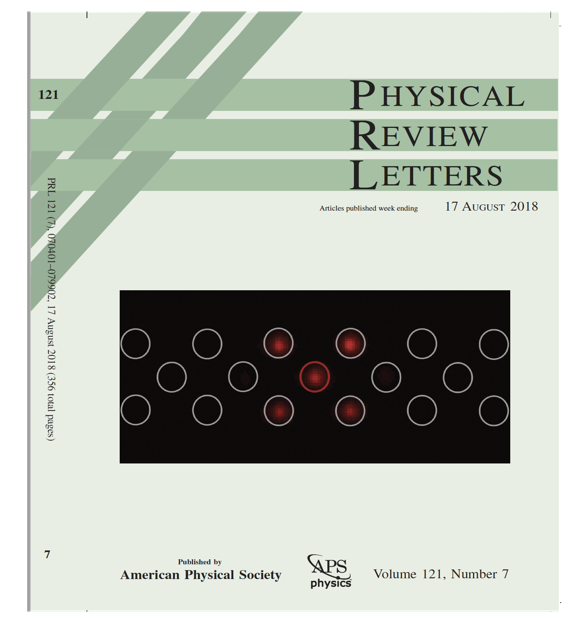 121
PHYSICAL
REVIEW
LETTERS
Articles published week ending 17 AUGUST 2018
PRL 121 (7), 070401–079902, 17 August 2018 (356 total pages)
7
Published by
American Physical Society
APS
physics
Volume 121, Number 7